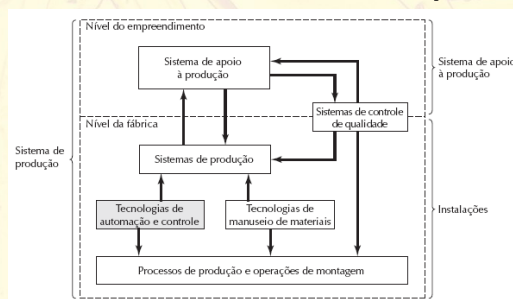 Nível do empreendimento
Sistema de apoio
à produção
Sistema de apoio
à produção
Sistemas de controle
de qualidade
Nível da fábrica
Sistema de
produção
Sistemas de produção
Tecnologias de
automação e controle
Tecnologias de
manuseio de materiais
Instalações
Processos de produção e operações de montagem